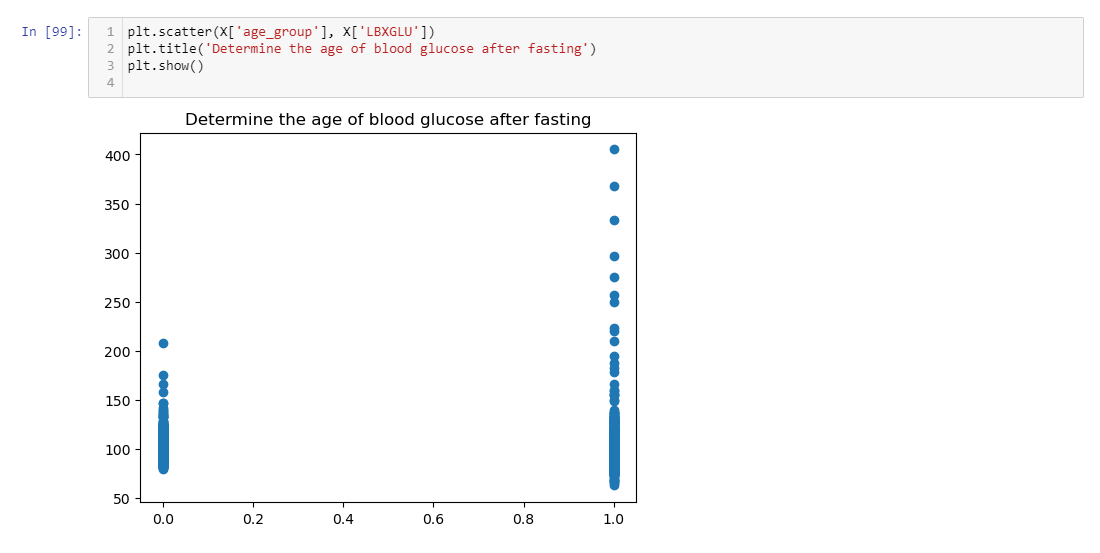 In [99]:
1 plt.scatter(X['age_group'], X['LBXGLU'])
2 plt.title('Determine the age of blood glucose after fasting')
3 plt.show()
4
Determine the age of blood glucose after fasting
400
350
300
250
200
150
100
50
0.0 0.2 0.4 0.6 0.8 1.0